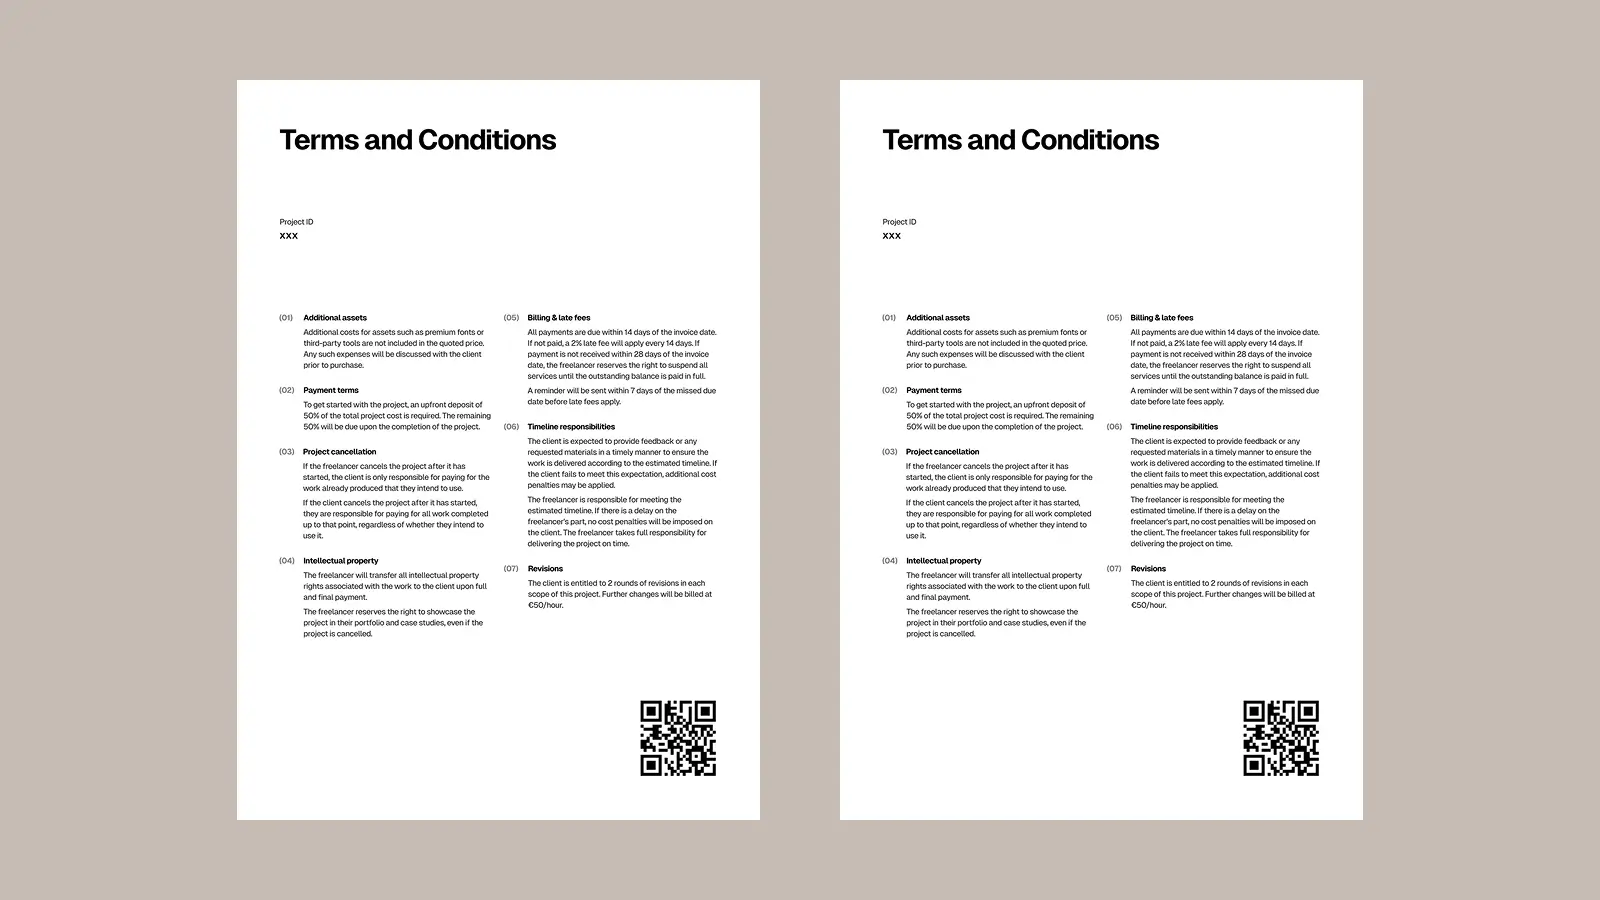 Terms and Conditions
Project ID
XXX
(01) Additional assets
Additional costs for assets such as premium fonts or
third-party tools are not included in the quoted price.
Any such expenses will be discussed with the client
prior to purchase.
(02) Payment terms
To get started with the project, an upfront deposit of
50% of the total project cost is required. The remaining
50% will be due upon the completion of the project.
(03) Project cancellation
If the freelancer cancels the project after it has
started, the client is only responsible for paying for the
work already produced that they intend to use.
If the client cancels the project after it has started,
they are responsible for paying for all work completed
up to that point, regardless of whether they intend to
use it.
(04) Intellectual property
The freelancer will transfer all intellectual property
rights associated with the work to the client upon full
and final payment.
The freelancer reserves the right to showcase the
project in their portfolio and case studies, even if the
project is cancelled.
(05) Billing & late fees
All payments are due within 14 days of the invoice date.
If not paid, a 2% late fee will apply every 14 days. If
payment is not received within 28 days of the invoice
date, the freelancer reserves the right to suspend all
services until the outstanding balance is paid in full.
A reminder will be sent within 7 days of the missed due
date before late fees apply.
(06) Timeline responsibilities
The client is expected to provide feedback or any
requested materials in a timely manner to ensure the
work is delivered according to the estimated timeline. If
the client fails to meet this expectation, additional cost
penalties may be applied.
The freelancer is responsible for meeting the
estimated timeline. If there is a delay on the
freelancer's part, no cost penalties will be imposed on
the client. The freelancer takes full responsibility for
delivering the project on time.
(07) Revisions
The client is entitled to 2 rounds of revisions in each
scope of this project. Further changes will be billed at
€50/hour.
Terms and Conditions
Project ID
XXX
(01) Additional assets
Additional costs for assets such as premium fonts or
third-party tools are not included in the quoted price.
Any such expenses will be discussed with the client
prior to purchase.
(02) Payment terms
To get started with the project, an upfront deposit of
50% of the total project cost is required. The remaining
50% will be due upon the completion of the project.
(03) Project cancellation
If the freelancer cancels the project after it has
started, the client is only responsible for paying for the
work already produced that they intend to use.
If the client cancels the project after it has started,
they are responsible for paying for all work completed
up to that point, regardless of whether they intend to
use it.
(04) Intellectual property
The freelancer will transfer all intellectual property
rights associated with the work to the client upon full
and final payment.
The freelancer reserves the right to showcase the
project in their portfolio and case studies, even if the
project is cancelled.
(05) Billing & late fees
All payments are due within 14 days of the invoice date.
If not paid, a 2% late fee will apply every 14 days. If
payment is not received within 28 days of the invoice
date, the freelancer reserves the right to suspend all
services until the outstanding balance is paid in full.
A reminder will be sent within 7 days of the missed due
date before late fees apply.
(06) Timeline responsibilities
The client is expected to provide feedback or any
requested materials in a timely manner to ensure the
work is delivered according to the estimated timeline. If
the client fails to meet this expectation, additional cost
penalties may be applied.
The freelancer is responsible for meeting the
estimated timeline. If there is a delay on the
freelancer's part, no cost penalties will be imposed on
the client. The freelancer takes full responsibility for
delivering the project on time.
(07) Revisions
The client is entitled to 2 rounds of revisions in each
scope of this project. Further changes will be billed at
€50/hour.